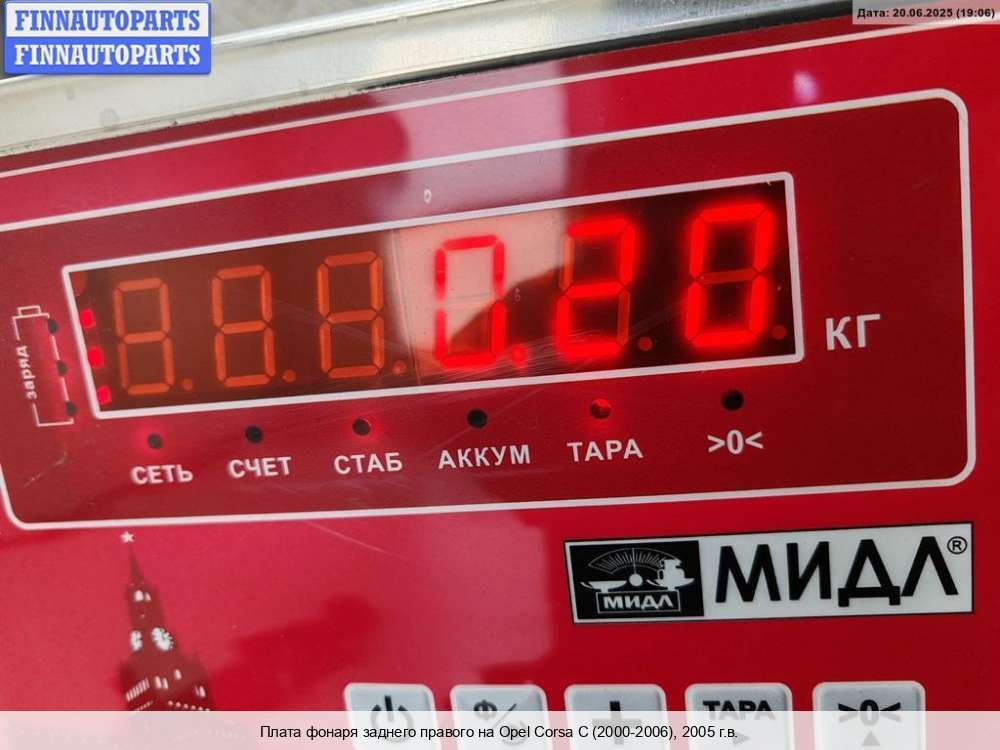 FINNAUTOPARTS
FINNAUTOPARTS
Дата: 20.06.2025 (19:06)
заряд
0.20
КГ
СЕТЬ СЧЕТ СТАБ АККУМ ТАРА >0<
МИДЛ
МИДЛ®
Ф/ + ТАРА >0<
Плата фонаря заднего правого на Opel Corsa C (2000-2006), 2005 г.в.